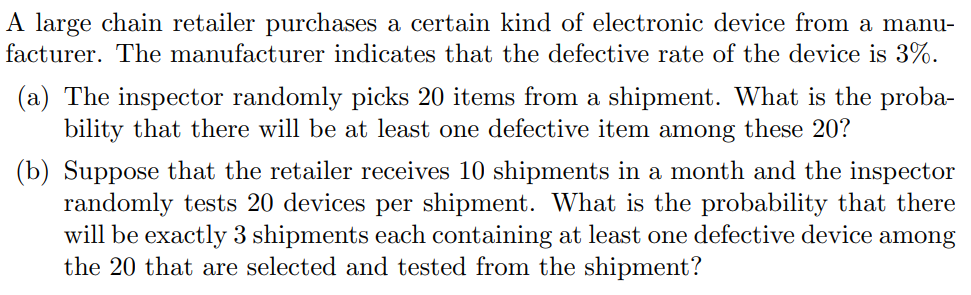 A large chain retailer purchases a certain kind of electronic device from a manu-
facturer. The manufacturer indicates that the defective rate of the device is 3%.
(a) The inspector randomly picks 20 items from a shipment. What is the proba-
bility that there will be at least one defective item among these 20?
(b) Suppose that the retailer receives 10 shipments in a month and the inspector
randomly tests 20 devices per shipment. What is the probability that there
will be exactly 3 shipments each containing at least one defective device among
the 20 that are selected and tested from the shipment?